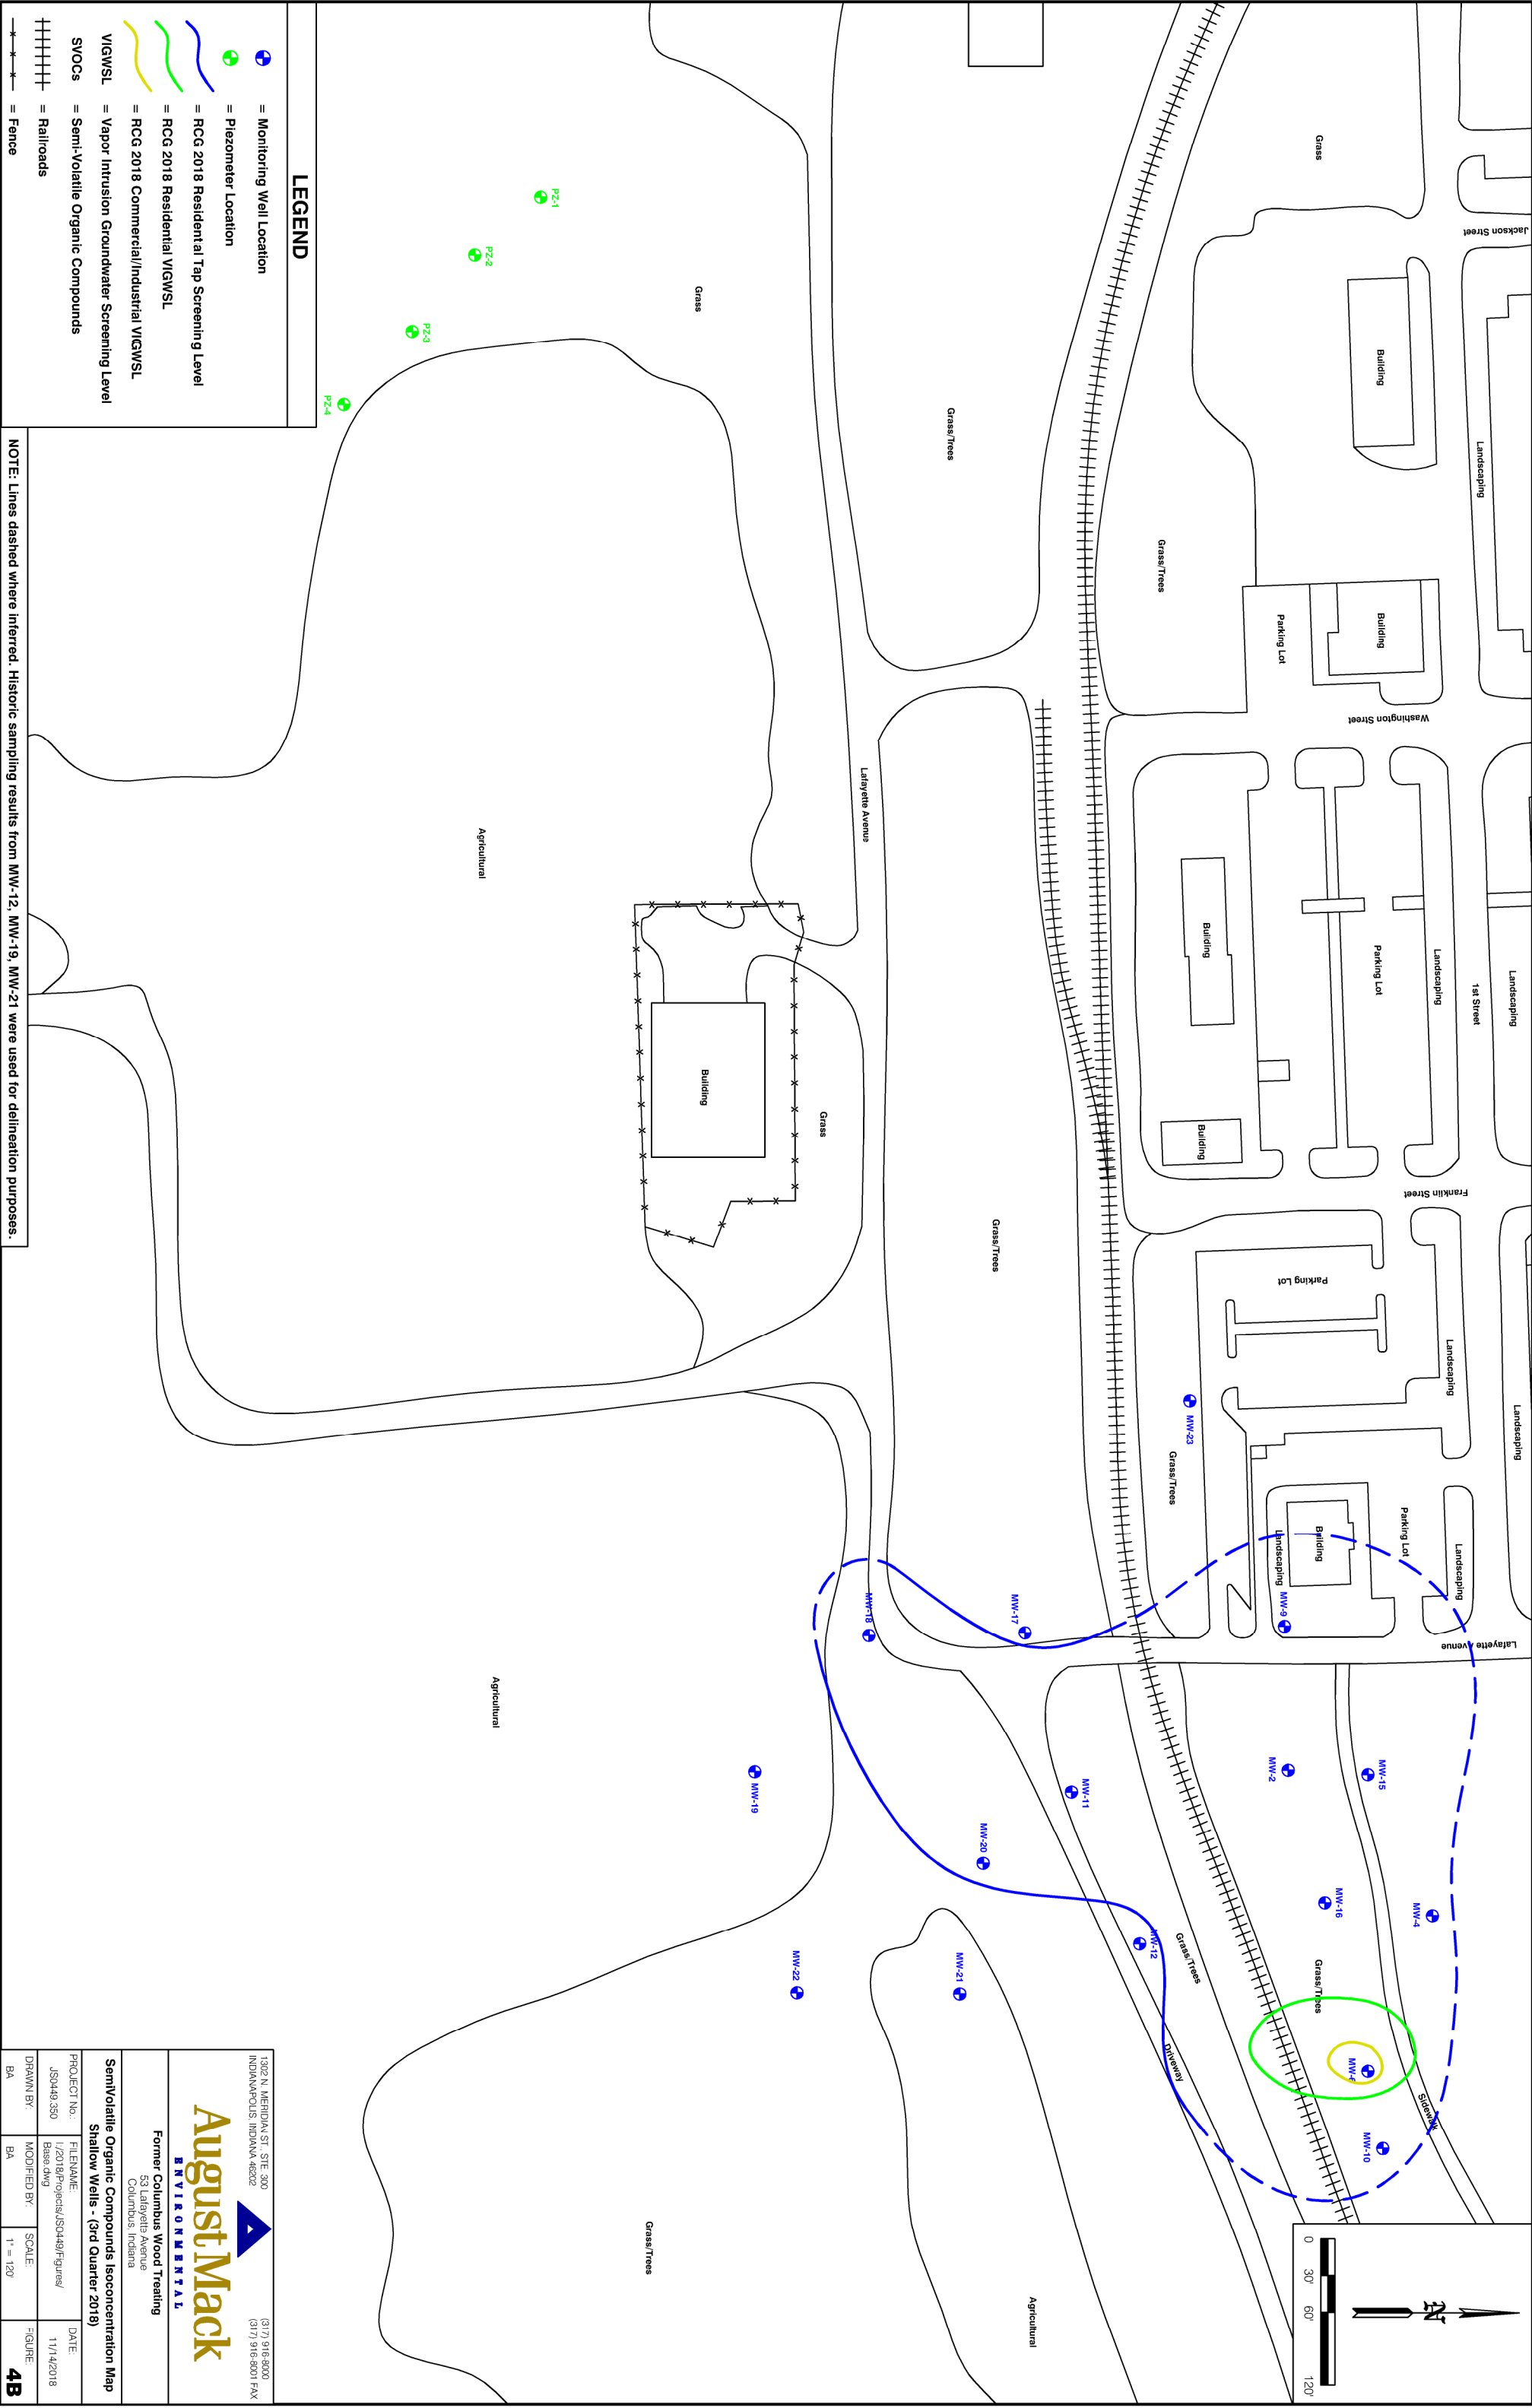 Jackson Street
Grass
Building
Landscaping
Grass/Trees
Parking Lot
Building
Washington Street
Landscaping
1st Street
Landscaping
Parking Lot
Building
Building
Franklin Street
Landscaping
Landscaping
Parking Lot
MW-23
Grass/Trees
Landscaping
Parking Lot
Building
Landscaping
MW-9
Lafayette Avenue
MW-15
MW-2
MW-16
MW-4
Grass/Trees
MW-6
Sidewalk
MW-10
Grass/Trees
Grass
PZ-1
PZ-2
PZ-3
PZ-4
Lafayette Avenue
Agricultural
Building
Grass
Grass/Trees
MW-17
MW-18
MW-11
MW-20
MW-19
MW-12
Grass/Trees
Driveway
MW-21
MW-22
Agricultural
Grass/Trees
Agricultural
N
0 30' 60' 120'
LEGEND
= Monitoring Well Location
= Piezometer Location
= RCG 2018 Residental Tap Screening Level
= RCG 2018 Residential VIGWSL
= RCG 2018 Commercial/Industrial VIGWSL
VIGWSL = Vapor Intrusion Groundwater Screening Level
SVOCs = Semi-Volatile Organic Compounds
= Railroads
= Fence
NOTE: Lines dashed where inferred. Historic sampling results from MW-12, MW-19, MW-21 were used for delineation purposes.
1302 N. MERIDIAN ST., STE. 300
INDIANAPOLIS, INDIANA 46202
(317) 916-8000
(317) 916-8001 FAX
August Mack
ENVIRONMENTAL
Former Columbus Wood Treating
53 Lafayette Avenue
Columbus, Indiana
SemiVolatile Organic Compounds Isoconcentration Map
Shallow Wells - (3rd Quarter 2018)
PROJECT No.:
JS0449.350
FILENAME:
I:/2018/Projects/JS0449/Figures/
Base.dwg
DATE:
11/14/2018
DRAWN BY:
BA
MODIFIED BY:
BA
SCALE:
1" = 120'
FIGURE:
4B